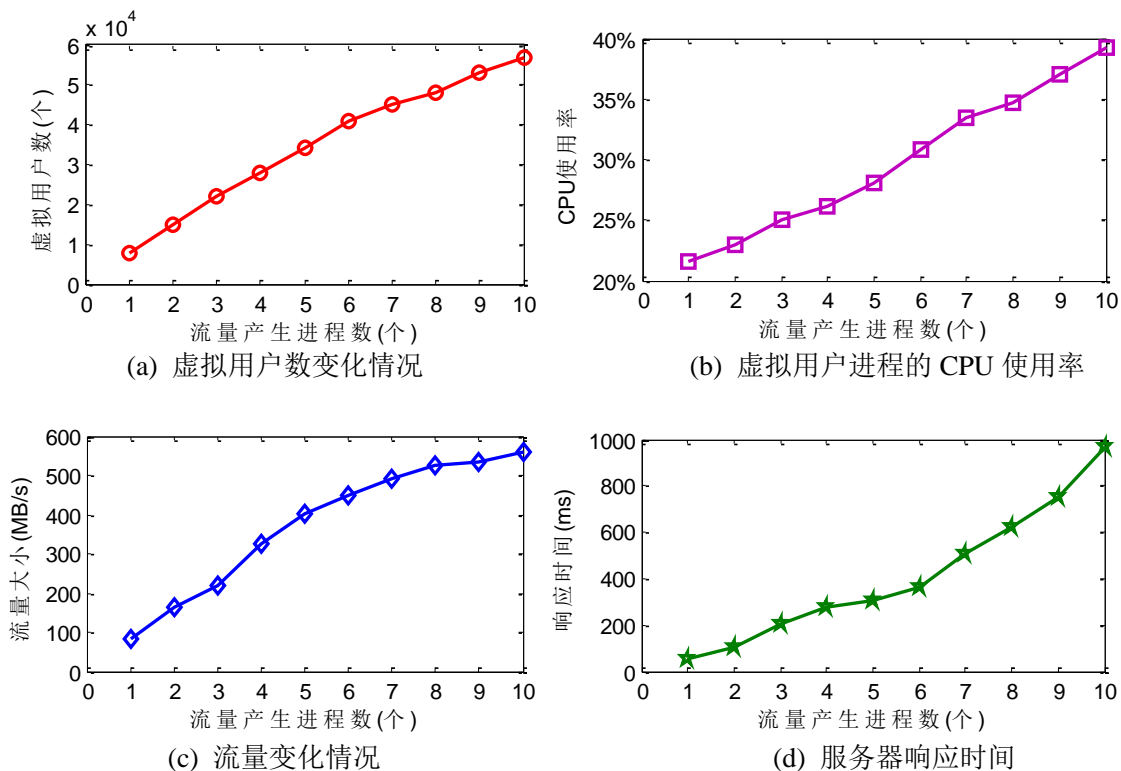 x 10^4
6
5
4
3
2
1
0
虚拟用户数(个)
0 1 2 3 4 5 6 7 8 9 10
流量产生进程数(个)
(a) 虚拟用户数变化情况
40%
35%
30%
25%
20%
CPU使用率
0 1 2 3 4 5 6 7 8 9 10
流量产生进程数(个)
(b) 虚拟用户进程的 CPU 使用率
600
500
400
300
200
100
0
流量大小(MB/s)
0 1 2 3 4 5 6 7 8 9 10
流量产生进程数(个)
(c) 流量变化情况
1000
800
600
400
200
0
响应时间(ms)
0 1 2 3 4 5 6 7 8 9 10
流量产生进程数(个)
(d) 服务器响应时间